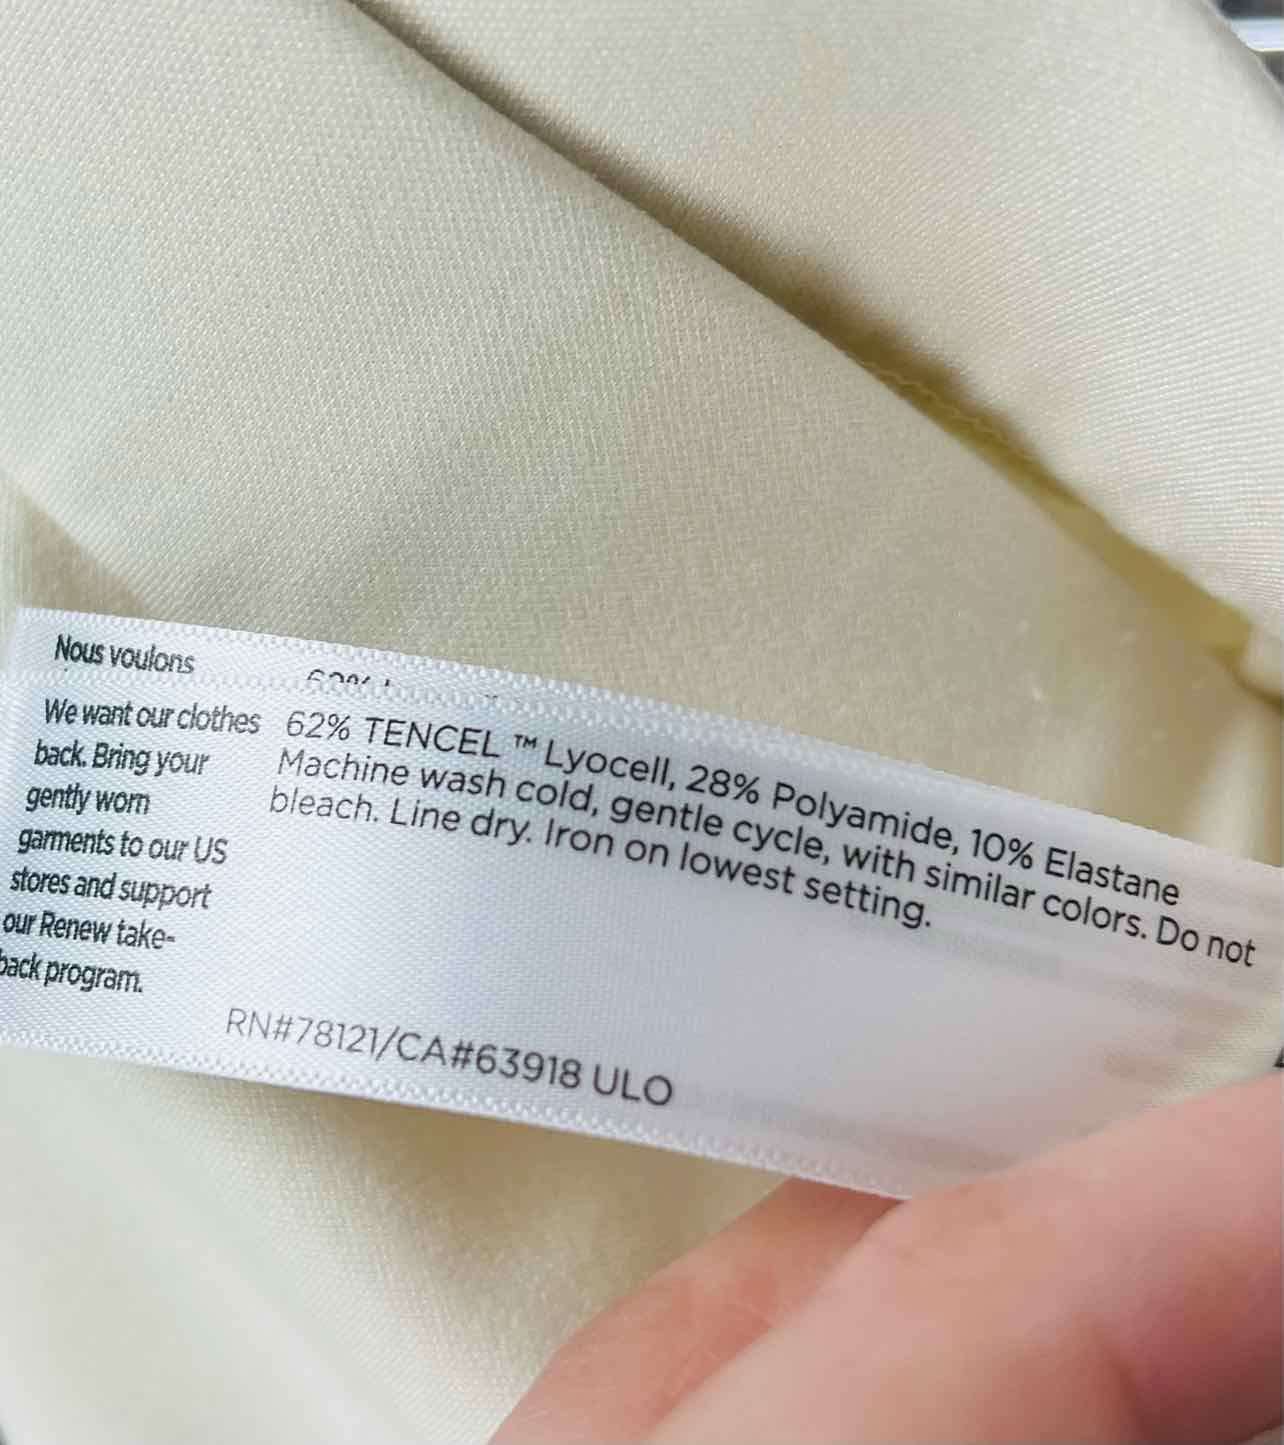 Nous voulons
We want our clothes
back. Bring your
gently worn
garments to our US
stores and support
our Renew take-
back program.
62% TENCEL ™ Lyocell, 28% Polyamide, 10% Elastane
Machine wash cold, gentle cycle, with similar colors. Do not
bleach. Line dry. Iron on lowest setting.
RN#78121/CA#63918 ULO